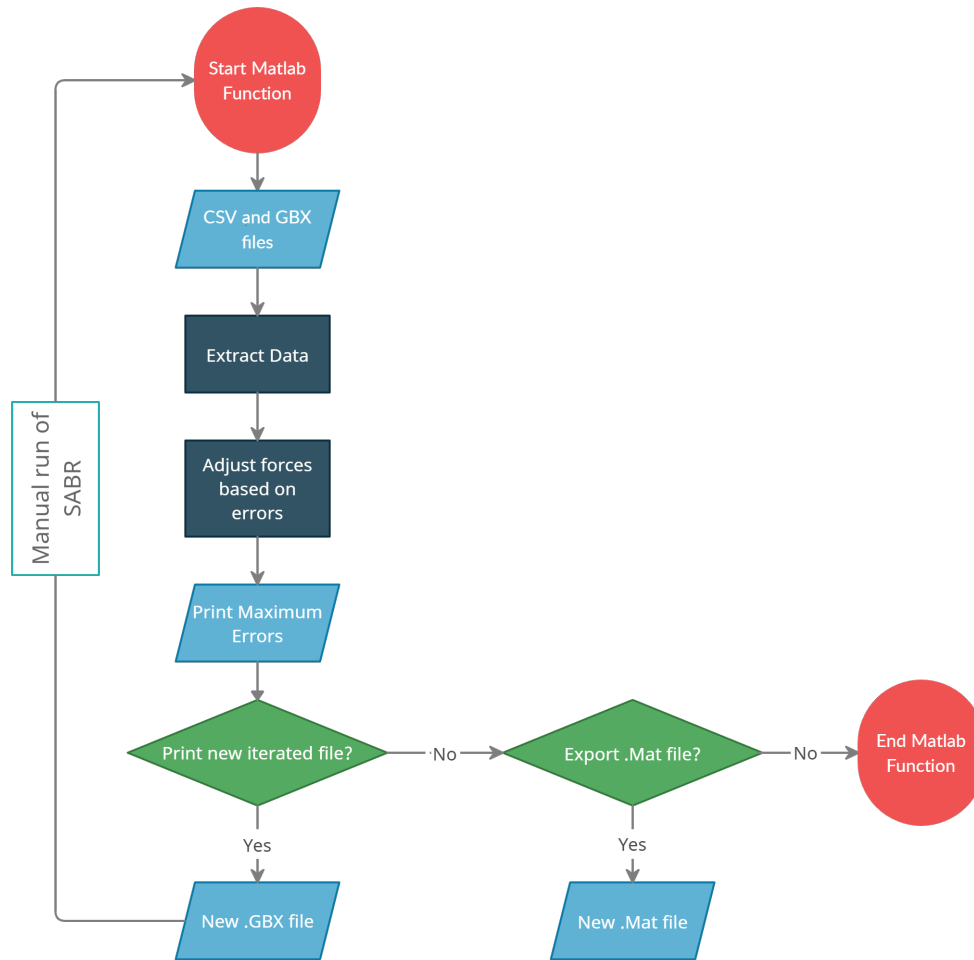 Start Matlab
Function
CSV and GBX
files
Extract Data
Manual run of
SABR
Adjust forces
based on
errors
Print Maximum
Errors
Print new iterated file?
No
Export .Mat file?
No
End Matlab
Function
Yes
Yes
New .GBX file
New .Mat file